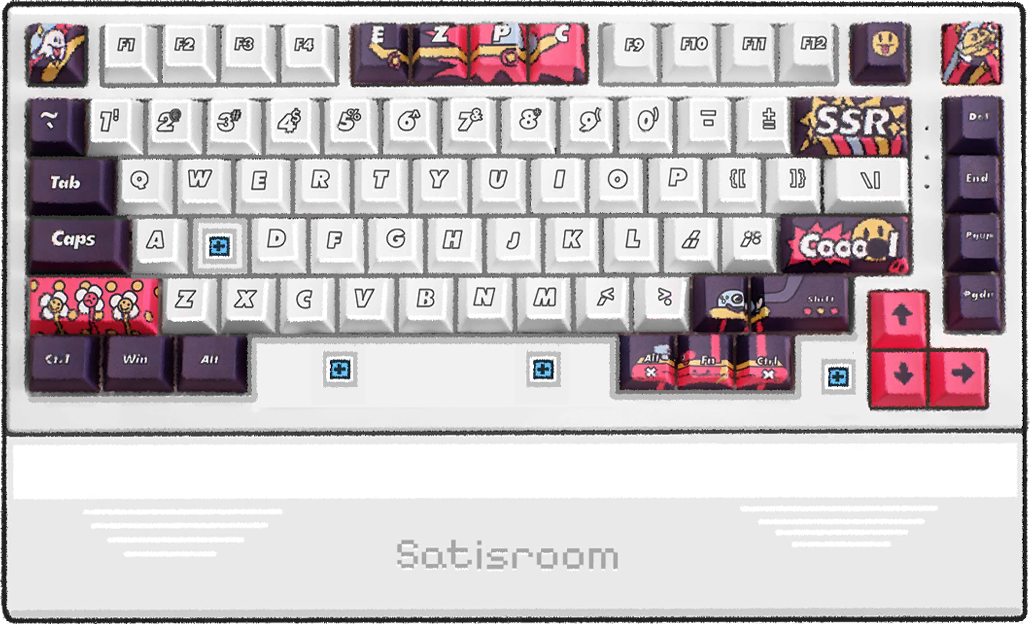 F1 F2 F3 F4 E Z P C F9 F10 F11 F12
~ 1! 2@ 3# 4$ 5% 6^ 7& 8* 9( 0) - ± SSR Del
Tab Q W E R T Y U I O P {[ ]} \| End
Caps A D F G H J K L Coool PgUp
Z X C V B N M Shift PgDn
Ctrl Win Alt Alt Fn Ctrl
Satisroom